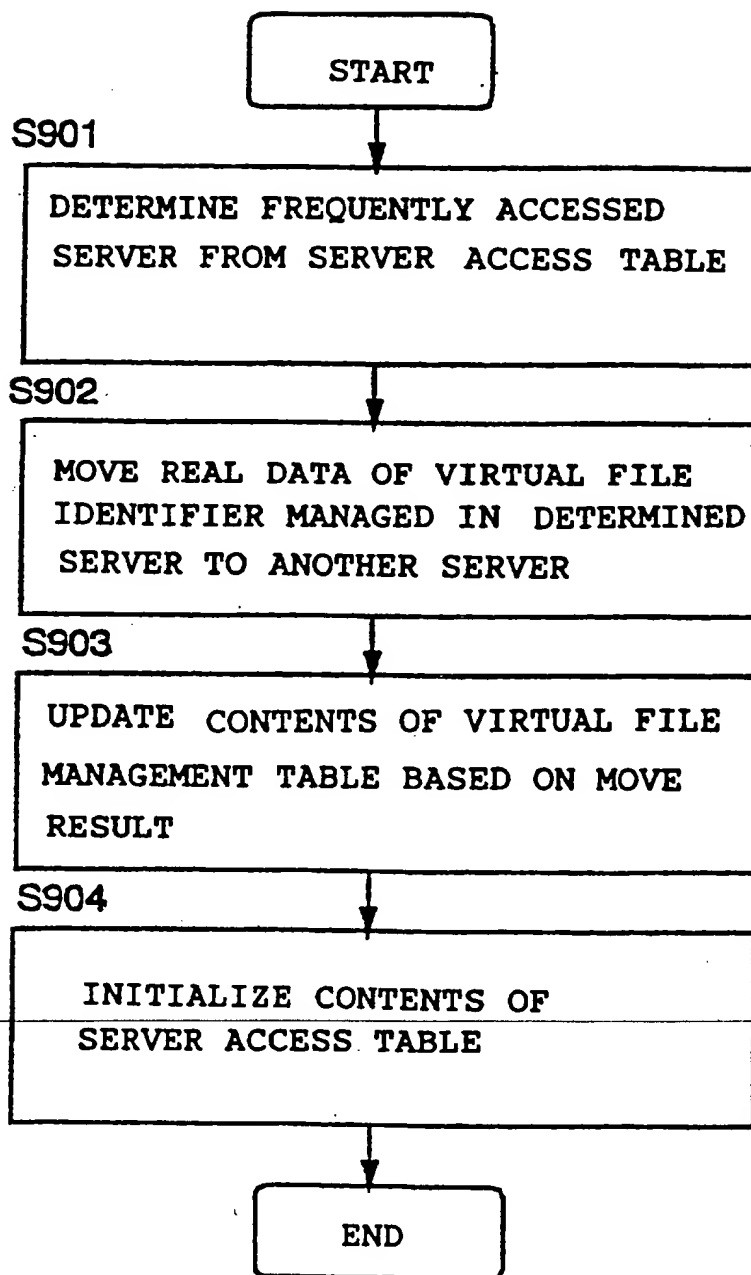 START
S901
DETERMINE FREQUENTLY ACCESSED
SERVER FROM SERVER ACCESS TABLE
S902
MOVE REAL DATA OF VIRTUAL FILE
IDENTIFIER MANAGED IN DETERMINED
SERVER TO ANOTHER SERVER
S903
UPDATE CONTENTS OF VIRTUAL FILE
MANAGEMENT TABLE BASED ON MOVE
RESULT
S904
INITIALIZE CONTENTS OF
SERVER ACCESS TABLE
END